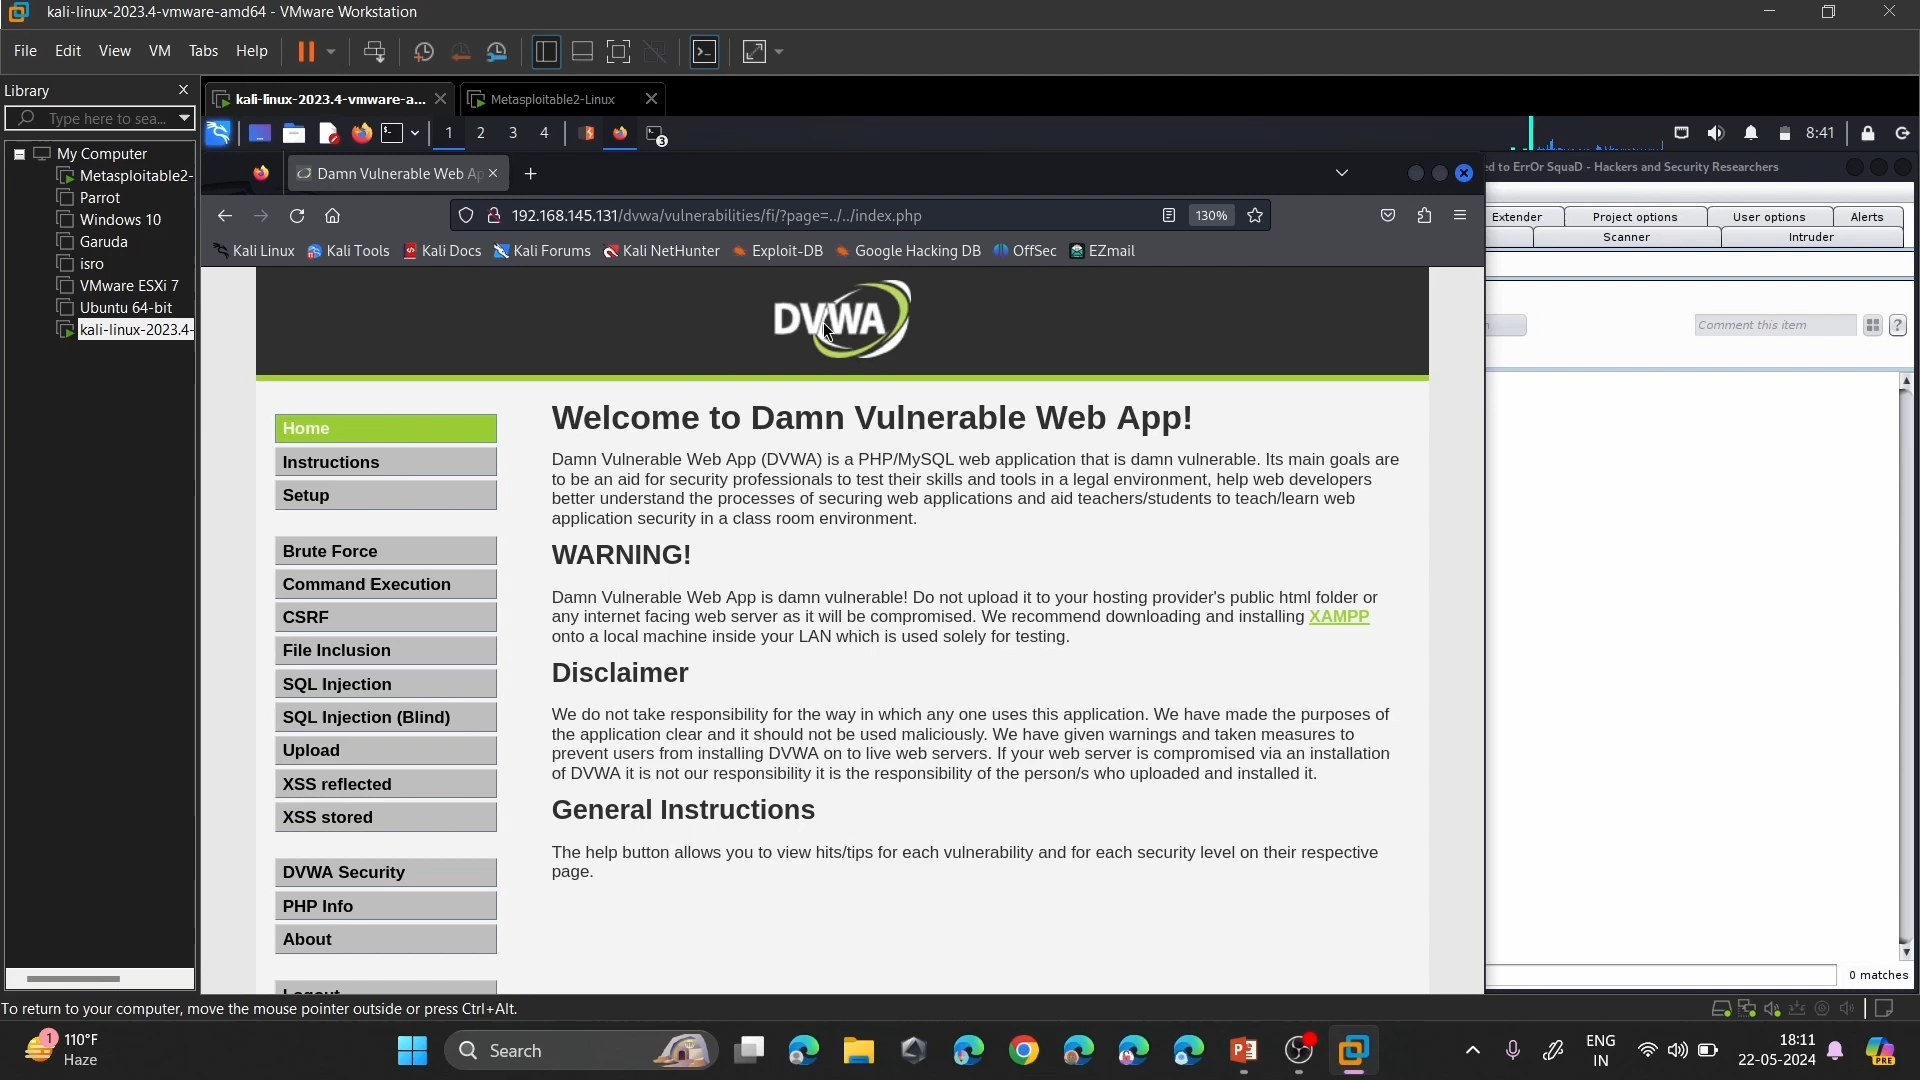 kali-linux-2023.4-vmware-amd64 - VMware Workstation
File Edit View VM Tabs Help
Library
Type here to sea...
My Computer
Metasploitable2-
Parrot
Windows 10
Garuda
isro
VMware ESXi 7
Ubuntu 64-bit
kali-linux-2023.4-
kali-linux-2023.4-vmware-a...
Metasploitable2-Linux
1 2 3 4
3
8:41
Damn Vulnerable Web Ap
ed to ErrOr SquaD - Hackers and Security Researchers
192.168.145.131/dvwa/vulnerabilities/fi/?page=../../index.php
130%
Extender Project options User options Alerts
Scanner Intruder
Kali Linux Kali Tools Kali Docs Kali Forums Kali NetHunter Exploit-DB Google Hacking DB OffSec EZmail
DVWA
Comment this item
?
Home
Instructions
Setup
Brute Force
Command Execution
CSRF
File Inclusion
SQL Injection
SQL Injection (Blind)
Upload
XSS reflected
XSS stored
DVWA Security
PHP Info
About
Logout
Welcome to Damn Vulnerable Web App!
Damn Vulnerable Web App (DVWA) is a PHP/MySQL web application that is damn vulnerable. Its main goals are
to be an aid for security professionals to test their skills and tools in a legal environment, help web developers
better understand the processes of securing web applications and aid teachers/students to teach/learn web
application security in a class room environment.
WARNING!
Damn Vulnerable Web App is damn vulnerable! Do not upload it to your hosting provider's public html folder or
any internet facing web server as it will be compromised. We recommend downloading and installing XAMPP
onto a local machine inside your LAN which is used solely for testing.
Disclaimer
We do not take responsibility for the way in which any one uses this application. We have made the purposes of
the application clear and it should not be used maliciously. We have given warnings and taken measures to
prevent users from installing DVWA on to live web servers. If your web server is compromised via an installation
of DVWA it is not our responsibility it is the responsibility of the person/s who uploaded and installed it.
General Instructions
The help button allows you to view hits/tips for each vulnerability and for each security level on their respective
page.
0 matches
To return to your computer, move the mouse pointer outside or press Ctrl+Alt.
1
110°F
Haze
Search
ENG
IN
18:11
22-05-2024
PRE